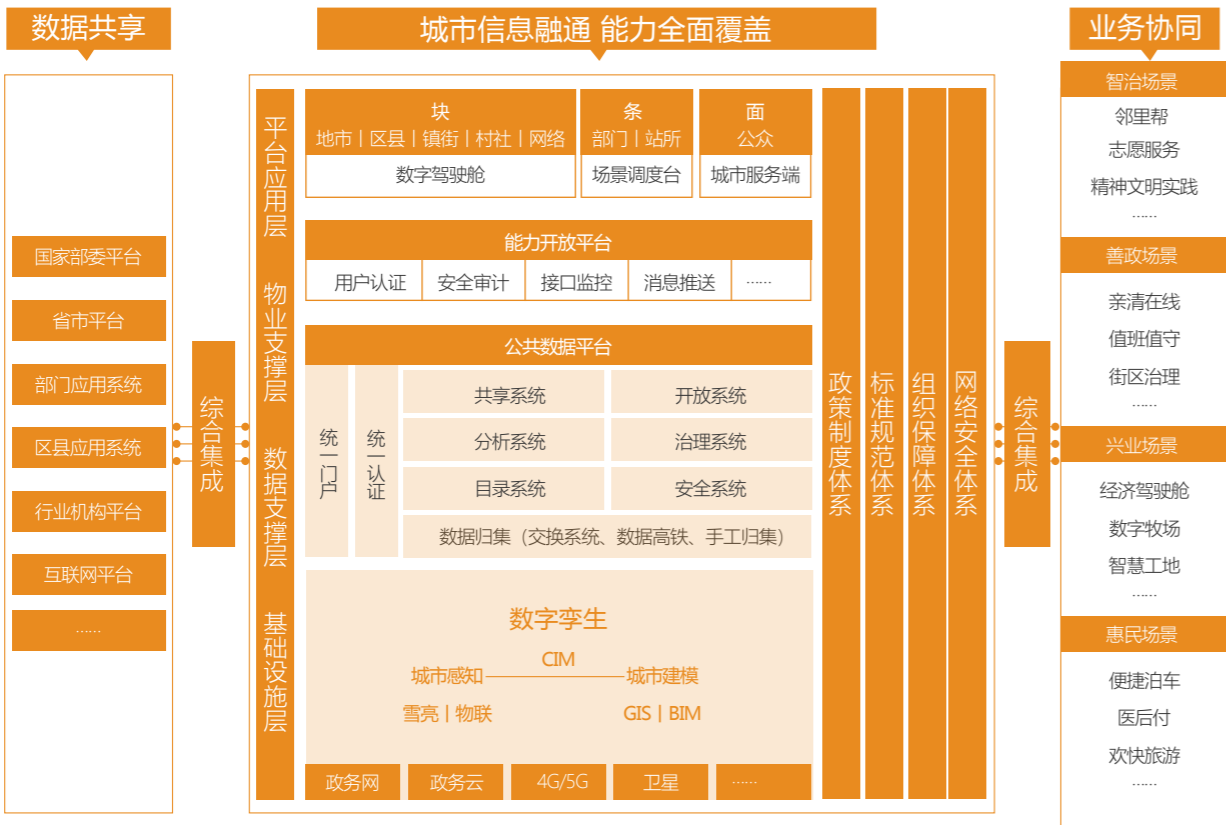 数据共享
国家部委平台
省市平台
部门应用系统
区县应用系统
行业机构平台
互联网平台
……
综合集成
城市信息融通 能力全面覆盖
平台应用层
物业支撑层
数据支撑层
基础设施层
块
地市丨区县丨镇街丨村社丨网络
数字驾驶舱
条
部门丨站所
场景调度台
面
公众
城市服务端
能力开放平台
用户认证
安全审计
接口监控
消息推送
……
公共数据平台
统一门户
统一认证
共享系统
开放系统
分析系统
治理系统
目录系统
安全系统
数据归集（交换系统、数据高铁、手工归集）
数字孪生
CIM
城市感知
城市建模
雪亮丨物联
GIS丨BIM
政务网
政务云
4G/5G
卫星
……
政策制度体系
标准规范体系
组织保障体系
网络安全体系
综合集成
业务协同
智治场景
邻里帮
志愿服务
精神文明实践
……
善政场景
亲清在线
值班值守
街区治理
……
兴业场景
经济驾驶舱
数字牧场
智慧工地
……
惠民场景
便捷泊车
医后付
欢快旅游
……